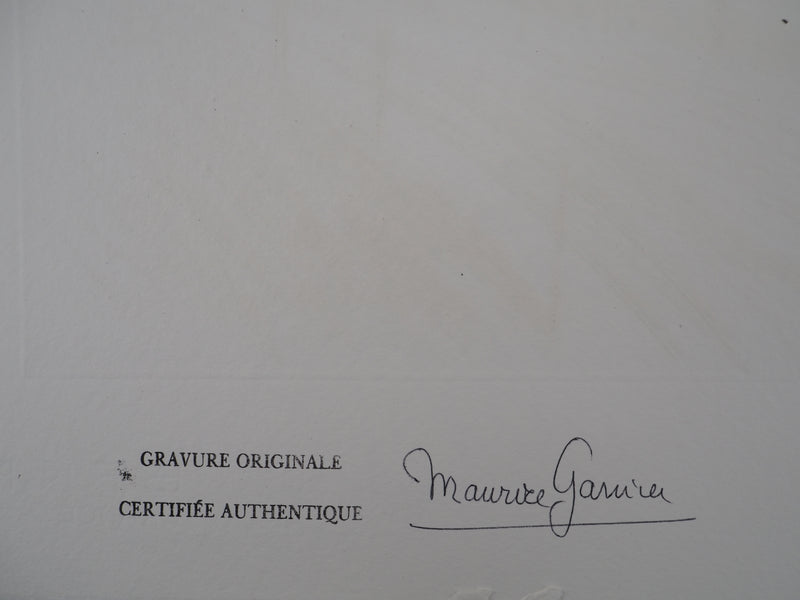 GRAVURE ORIGINALE
CERTIFIÉE AUTHENTIQUE
Maurice Garnier